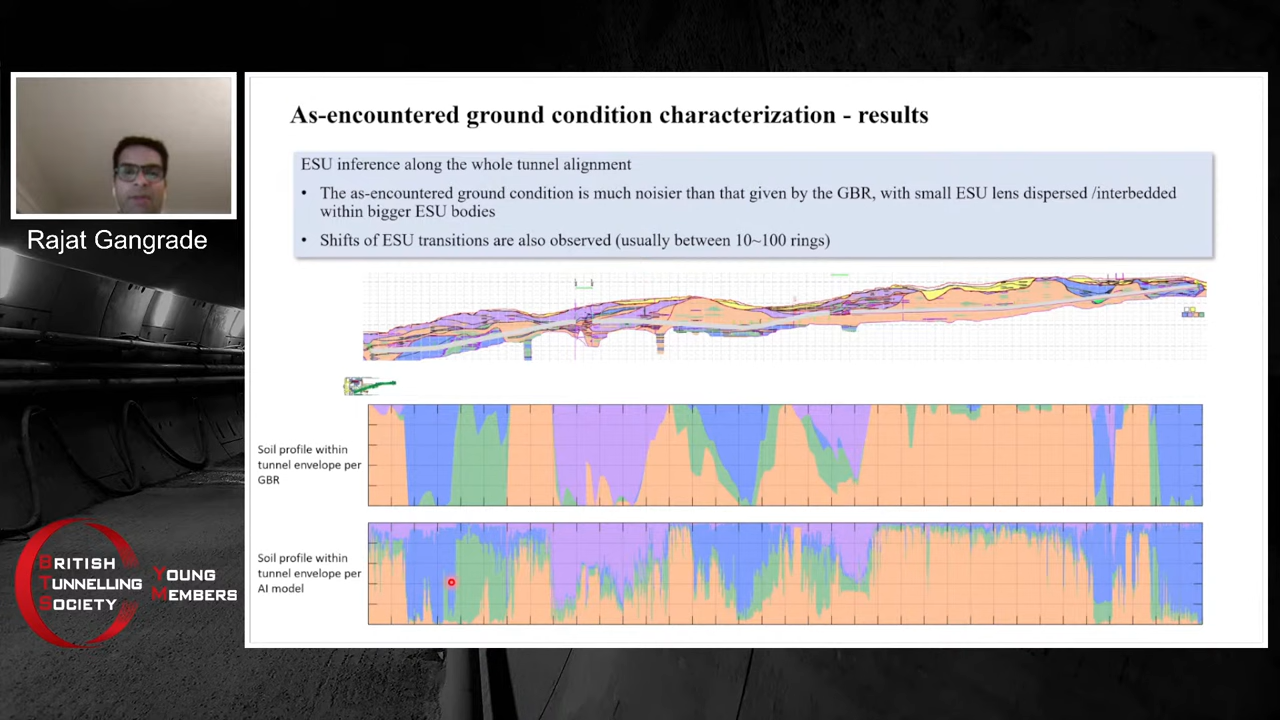 As-encountered ground condition characterization - results
ESU inference along the whole tunnel alignment
• The as-encountered ground condition is much noisier than that given by the GBR, with small ESU lens dispersed /interbedded
within bigger ESU bodies
• Shifts of ESU transitions are also observed (usually between 10~100 rings)
Rajat Gangrade
Soil profile within
tunnel envelope per
GBR
Soil profile within
tunnel envelope per
AI model
BRITISH
TUNNELLING
SOCIETY
YOUNG
MEMBERS